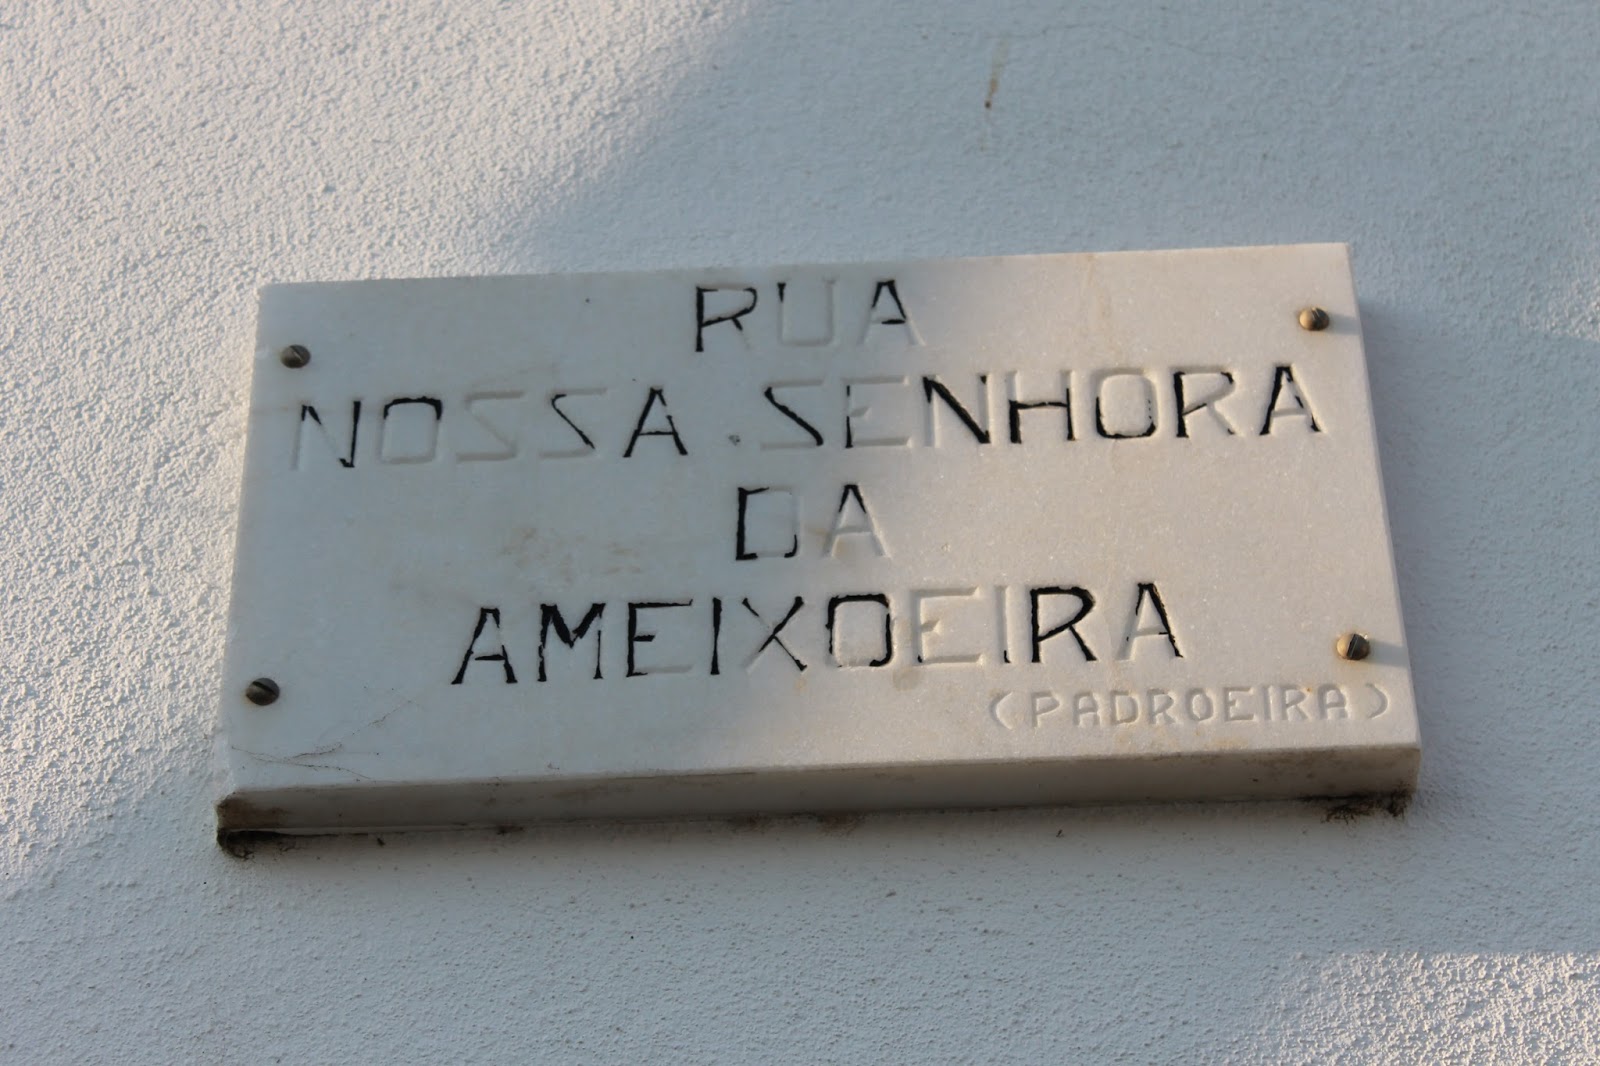 RUA
NOSSA SENHORA
DA
AMEIXOEIRA
(PADROEIRA)